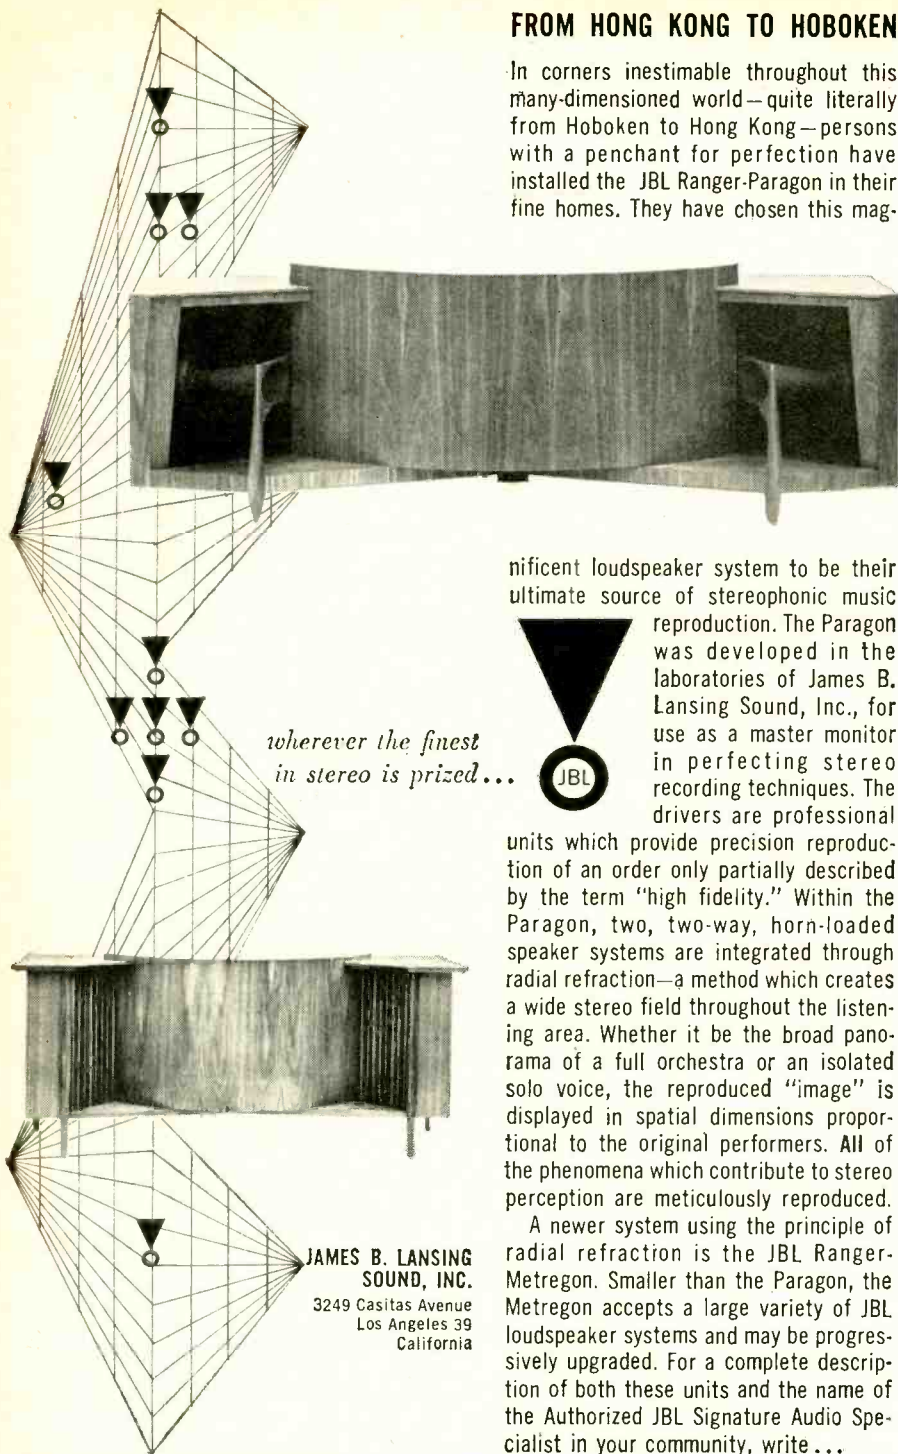 FROM HONG KONG TO HOBOKEN
In corners inestimable throughout this
many-dimensioned world—quite literally
from Hoboken to Hong Kong—persons
with a penchant for perfection have
installed the JBL Ranger-Paragon in their
fine homes. They have chosen this mag-
nificent loudspeaker system to be their
ultimate source of stereophonic music
reproduction. The Paragon
was developed in the
laboratories of James B.
Lansing Sound, Inc., for
use as a master monitor
in perfecting stereo
recording techniques. The
drivers are professional
units which provide precision reproduc-
tion of an order only partially described
by the term "high fidelity." Within the
Paragon, two, two-way, horn-loaded
speaker systems are integrated through
radial refraction—a method which creates
a wide stereo field throughout the listen-
ing area. Whether it be the broad pano-
rama of a full orchestra or an isolated
solo voice, the reproduced "image" is
displayed in spatial dimensions propor-
tional to the original performers. All of
the phenomena which contribute to stereo
perception are meticulously reproduced.
A newer system using the principle of
radial refraction is the JBL Ranger-
Metregon. Smaller than the Paragon, the
Metregon accepts a large variety of JBL
loudspeaker systems and may be progres-
sively upgraded. For a complete descrip-
tion of both these units and the name of
the Authorized JBL Signature Audio Spe-
cialist in your community, write...
wherever the finest
in stereo is prized...
JBL
JAMES B. LANSING
SOUND, INC.
3249 Casitas Avenue
Los Angeles 39
California